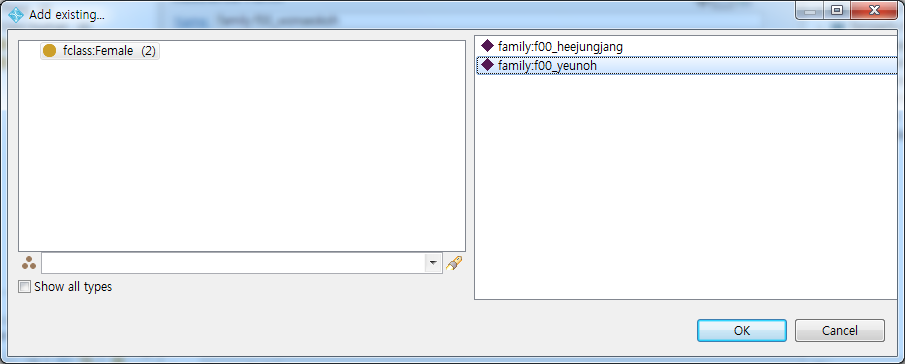 Add existing...
fclass:Female (2)
family:f00_heejungjang
family:f00_yeunoh
Show all types
OK
Cancel